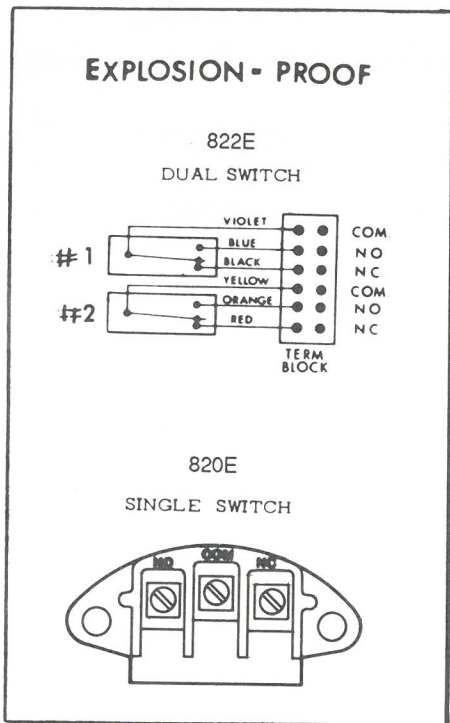 EXPLOSION - PROOF
822E
DUAL SWITCH
VIOLET COM
#1 BLUE NO
BLACK NC
YELLOW COM
#2 ORANGE NO
RED NC
TERM
BLOCK
820E
SINGLE SWITCH
NO COM NC